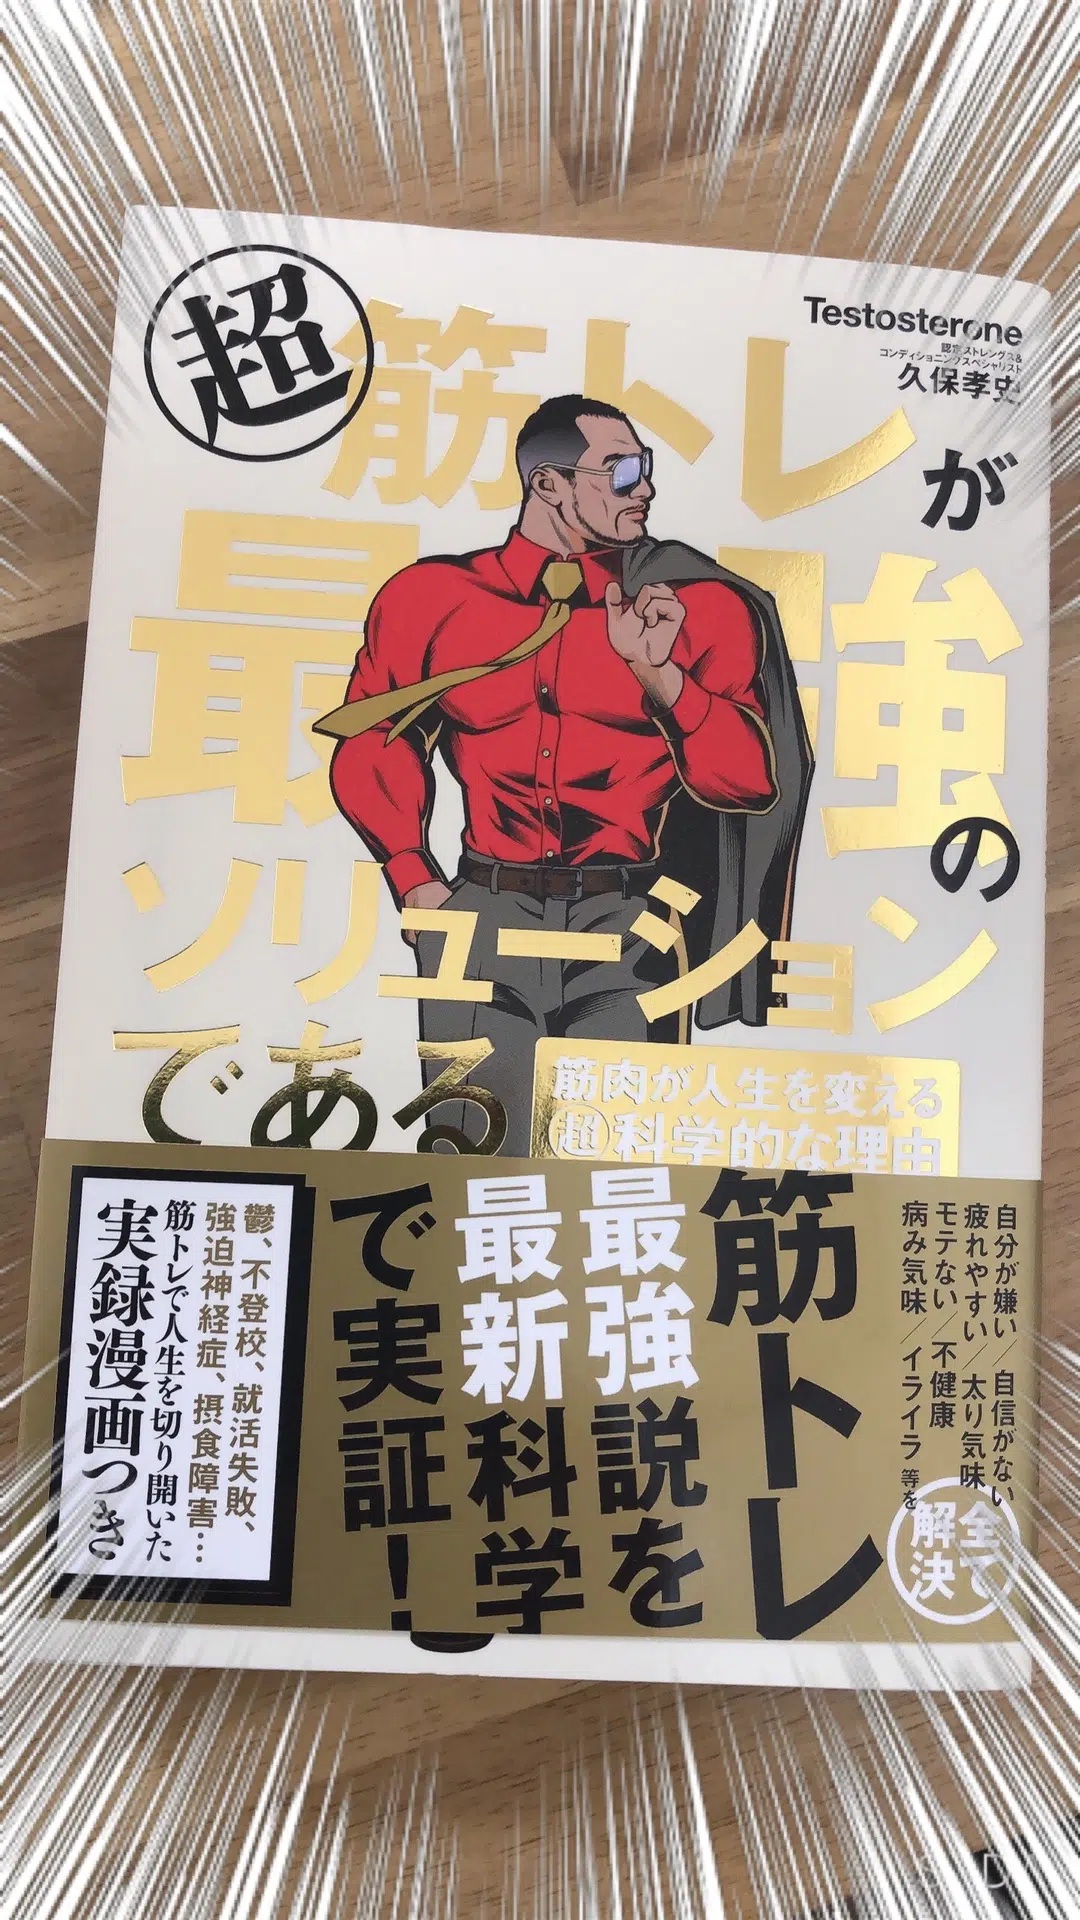 超筋トレが
最強の
ソリューション
である
Testosterone
認定ストレングス&
コンディショニングスペシャリスト
久保孝史
筋肉が人生を変える
超科学的な理由
自分が嫌い/自信がない
疲れやすい/太り気味
モテない/不健康
病み気味/イライラ等を
全て
解決
筋トレ
最強説を
最新科学
で実証!
鬱、不登校、就活失敗、
強迫神経症、摂食障害…
筋トレで人生を切り開いた
実録漫画つき